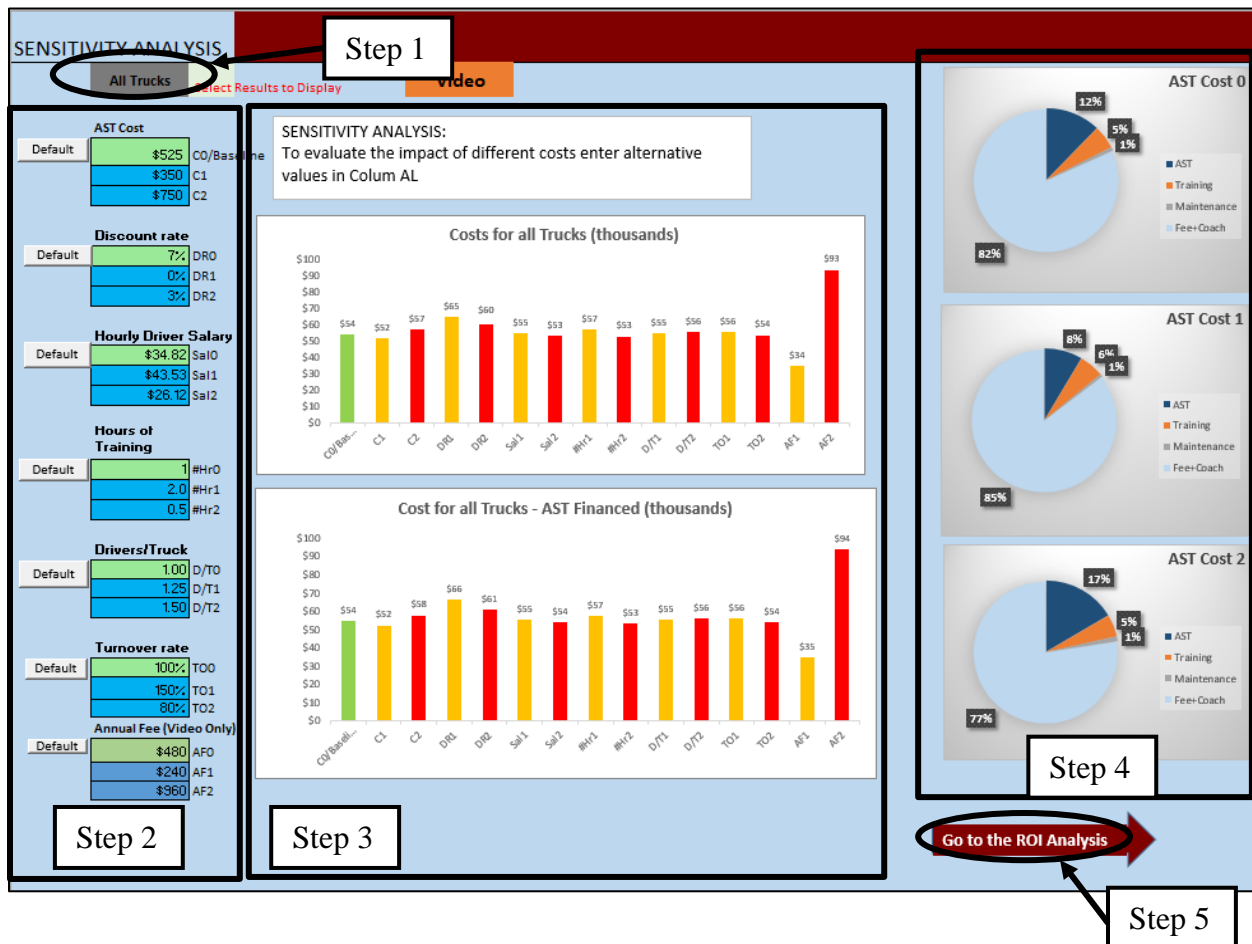 SENSITIVITY ANALYSIS
Step 1
All Trucks
Select Results to Display
Video
AST Cost
Default
$525 C0/Baseline
$350 C1
$750 C2
Discount rate
Default
7% DR0
0% DR1
3% DR2
Hourly Driver Salary
Default
$34.82 Sal0
$43.53 Sal1
$26.12 Sal2
Hours of
Training
Default
1 #Hr0
2.0 #Hr1
0.5 #Hr2
Drivers/Truck
Default
1.00 D/T0
1.25 D/T1
1.50 D/T2
Turnover rate
Default
100% TO0
150% TO1
80% TO2
Annual Fee (Video Only)
Default
$480 AF0
$240 AF1
$960 AF2
Step 2
SENSITIVITY ANALYSIS:
To evaluate the impact of different costs enter alternative
values in Colum AL
Costs for all Trucks (thousands)
$100
$90
$80
$70
$60
$50
$40
$30
$20
$10
$0
$54 $52 $57 $65 $60 $55 $53 $57 $53 $55 $56 $56 $54 $34 $93
C0/Bas... C1 C2 DR1 DR2 Sal1 Sal2 #Hr1 #Hr2 D/T1 D/T2 TO1 TO2 AF1 AF2
Cost for all Trucks - AST Financed (thousands)
$100
$90
$80
$70
$60
$50
$40
$30
$20
$10
$0
$54 $52 $58 $66 $61 $55 $54 $57 $53 $55 $56 $56 $54 $35 $94
C0/Baseli... C1 C2 DR1 DR2 Sal1 Sal2 #Hr1 #Hr2 D/T1 D/T2 TO1 TO2 AF1 AF2
Step 3
AST Cost 0
12%
5%
1%
82%
AST
Training
Maintenance
Fee+Coach
AST Cost 1
8%
6%
1%
85%
AST
Training
Maintenance
Fee+Coach
AST Cost 2
17%
5%
1%
77%
AST
Training
Maintenance
Fee+Coach
Step 4
Go to the ROI Analysis
Step 5